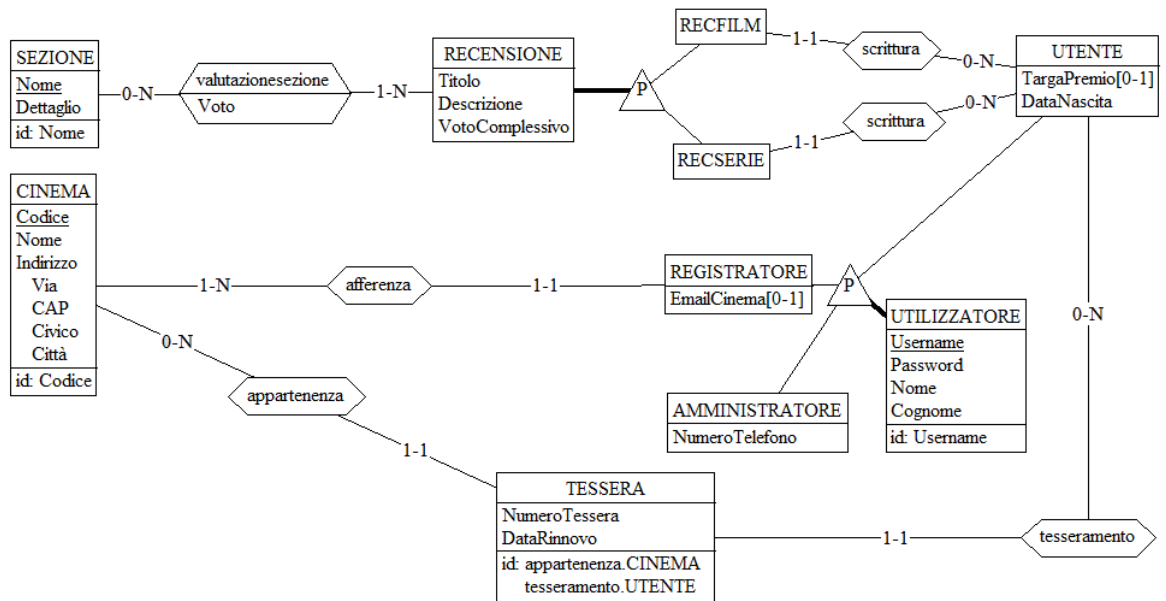 SEZIONE
Nome
Dettaglio
id: Nome
0-N
valutazionesezione
Voto
1-N
RECENSIONE
Titolo
Descrizione
VotoComplessivo
P
RECFILM
1-1
scrittura
0-N
RECSERIE
1-1
scrittura
0-N
UTENTE
TargaPremio[0-1]
DataNascita
CINEMA
Codice
Nome
Indirizzo
Via
CAP
Civico
Città
id: Codice
1-N
afferenza
1-1
REGISTRATORE
EmailCinema[0-1]
P
UTILIZZATORE
Username
Password
Nome
Cognome
id: Username
AMMINISTRATORE
NumeroTelefono
0-N
0-N
appartenenza
1-1
TESSERA
NumeroTessera
DataRinnovo
id: appartenenza.CINEMA
tesseramento.UTENTE
1-1
tesseramento